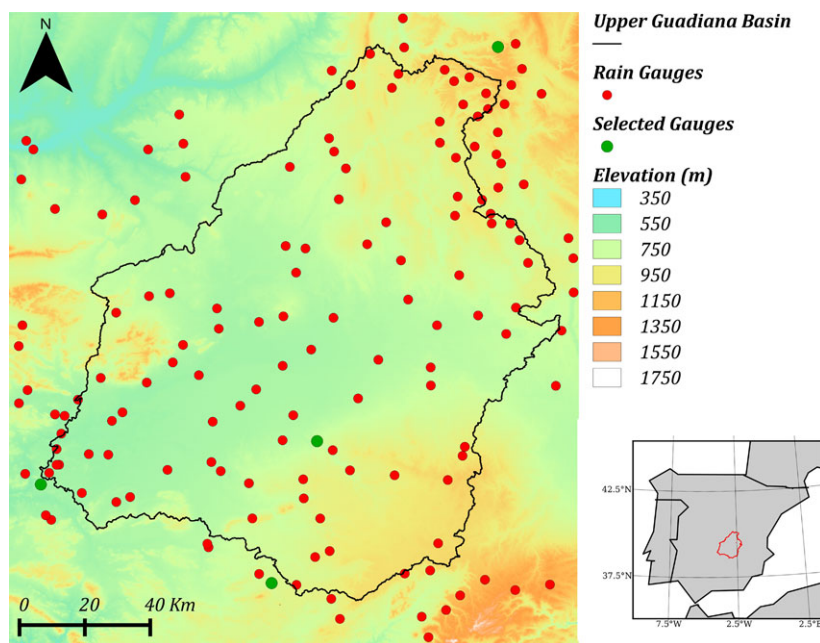 N
0 20 40 Km
Upper Guadiana Basin
Rain Gauges
Selected Gauges
Elevation (m)
350
550
750
950
1150
1350
1550
1750
42.5°N
37.5°N
7.5°W
2.5°W
2.5°E